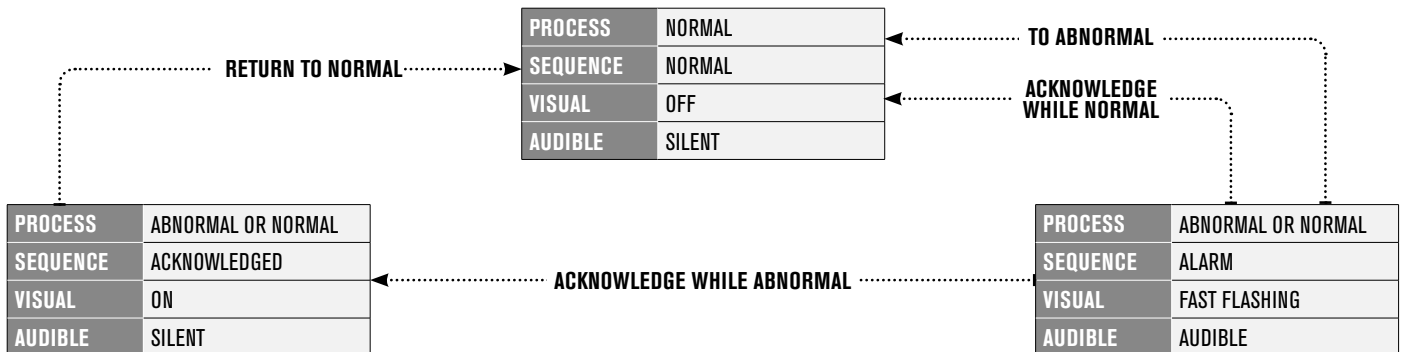 PROCESS NORMAL
SEQUENCE NORMAL
VISUAL OFF
AUDIBLE SILENT
RETURN TO NORMAL
TO ABNORMAL
ACKNOWLEDGE
WHILE NORMAL
PROCESS ABNORMAL OR NORMAL
SEQUENCE ACKNOWLEDGED
VISUAL ON
AUDIBLE SILENT
ACKNOWLEDGE WHILE ABNORMAL
PROCESS ABNORMAL OR NORMAL
SEQUENCE ALARM
VISUAL FAST FLASHING
AUDIBLE AUDIBLE